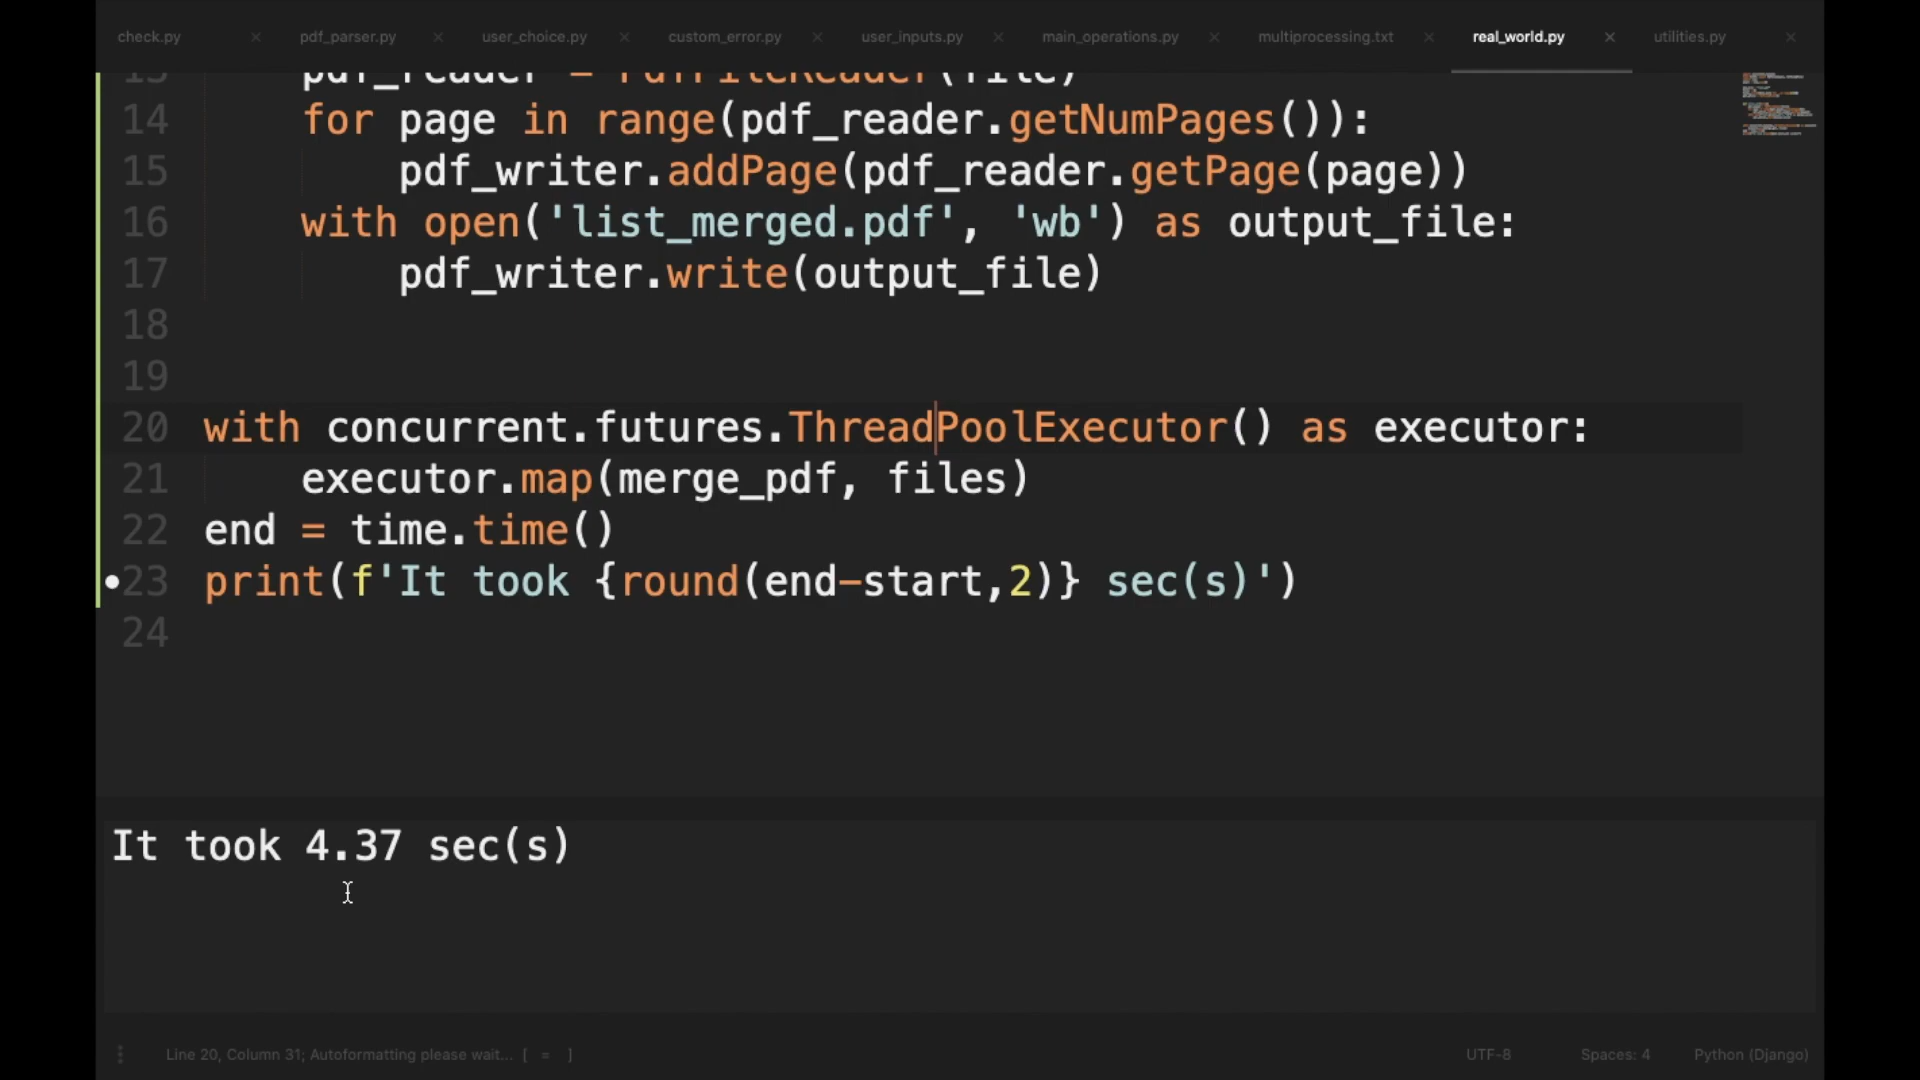 check.py × pdf_parser.py × user_choice.py × custom_error.py × user_inputs.py × main_operations.py × multiprocessing.txt × real_world.py × utilities.py ×
13 pdf_reader = PdfFileReader(file)
14 for page in range(pdf_reader.getNumPages()):
15 pdf_writer.addPage(pdf_reader.getPage(page))
16 with open('list_merged.pdf', 'wb') as output_file:
17 pdf_writer.write(output_file)
18
19
20 with concurrent.futures.ThreadPoolExecutor() as executor:
21 executor.map(merge_pdf, files)
22 end = time.time()
23 print(f'It took {round(end-start,2)} sec(s)')
24
It took 4.37 sec(s)
Line 20, Column 31; Autoformatting please wait... [ = ] UTF-8 Spaces: 4 Python (Django)